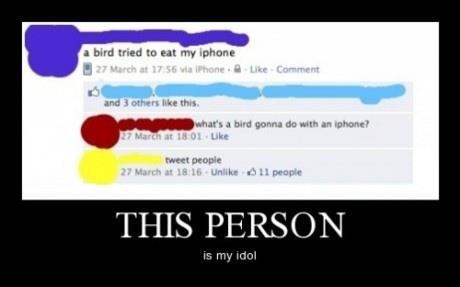 a bird tried to eat my iphone
27 March at 17:56 via iPhone · Like · Comment
and 3 others like this.
what's a bird gonna do with an iphone?
27 March at 18:01 · Like
tweet people
27 March at 18:16 · Unlike · 11 people
THIS PERSON
is my idol